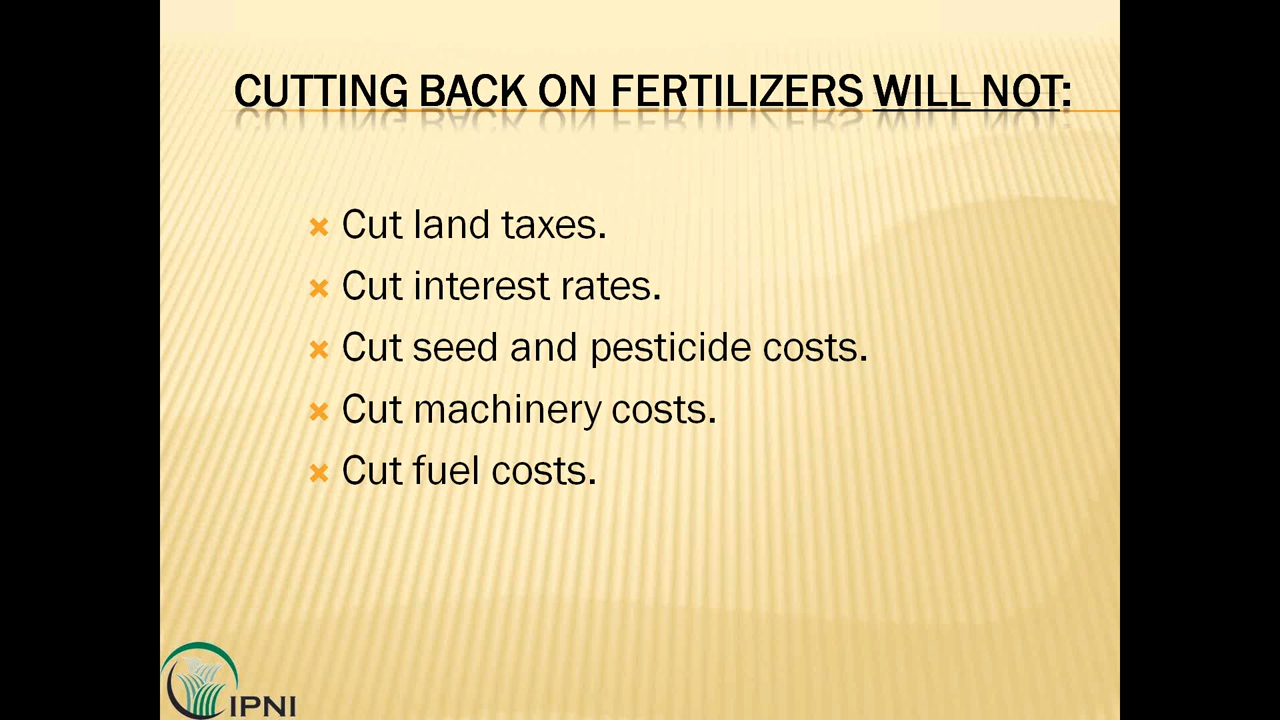 CUTTING BACK ON FERTILIZERS WILL NOT:
Cut land taxes.
Cut interest rates.
Cut seed and pesticide costs.
Cut machinery costs.
Cut fuel costs.
IPNI